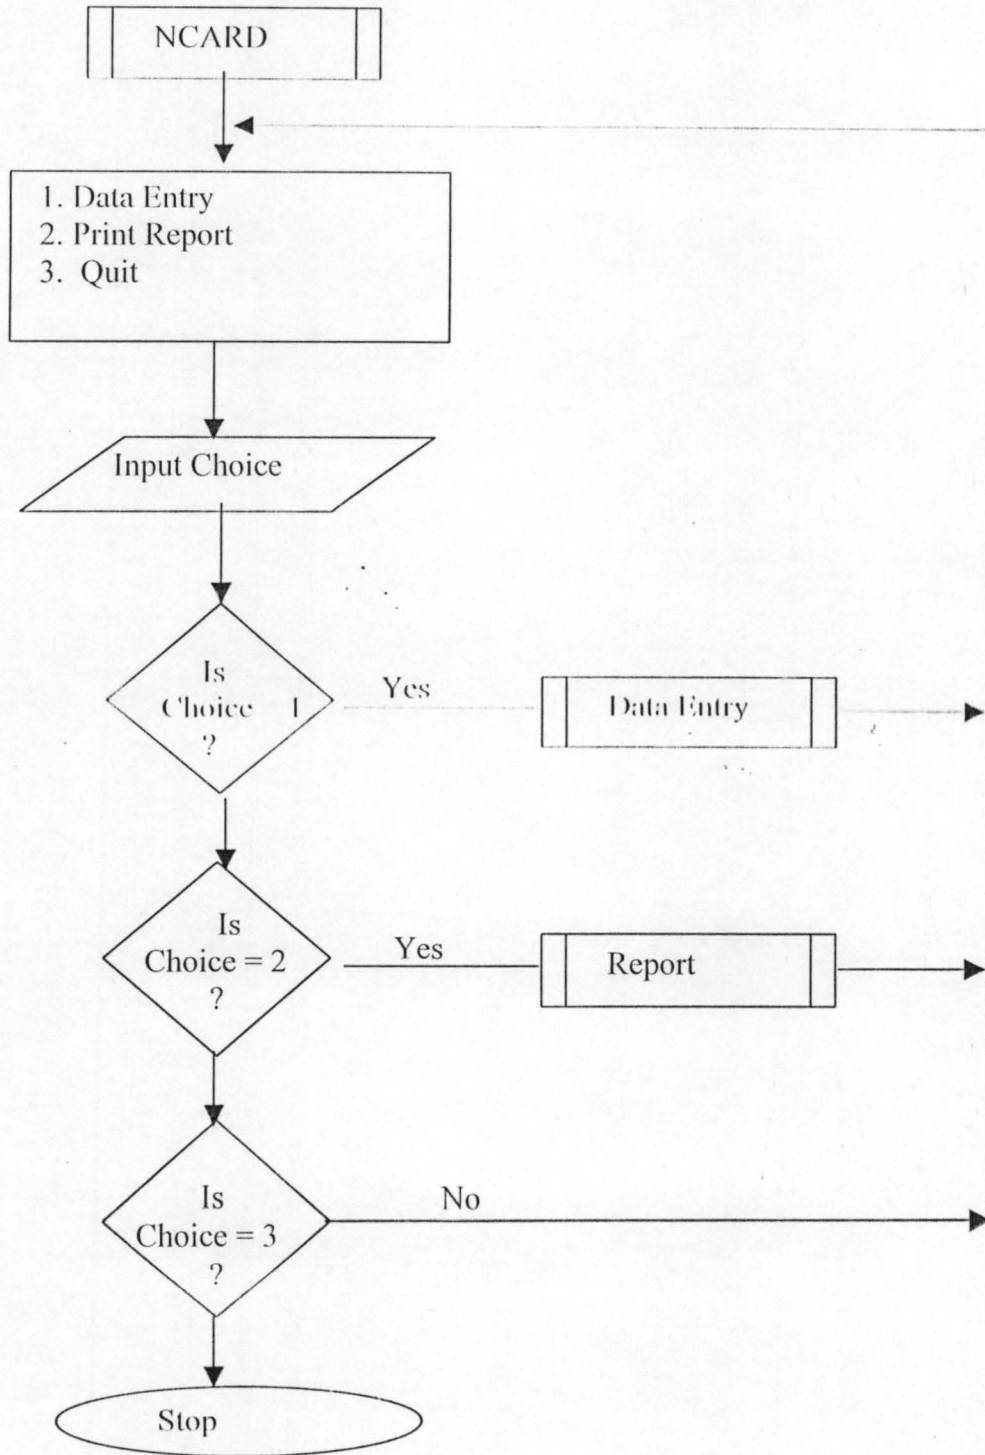 NCARD
1. Data Entry
2. Print Report
3. Quit
Input Choice
Is
Choice = 1
?
Yes
Data Entry
Is
Choice = 2
?
Yes
Report
Is
Choice = 3
?
No
Stop